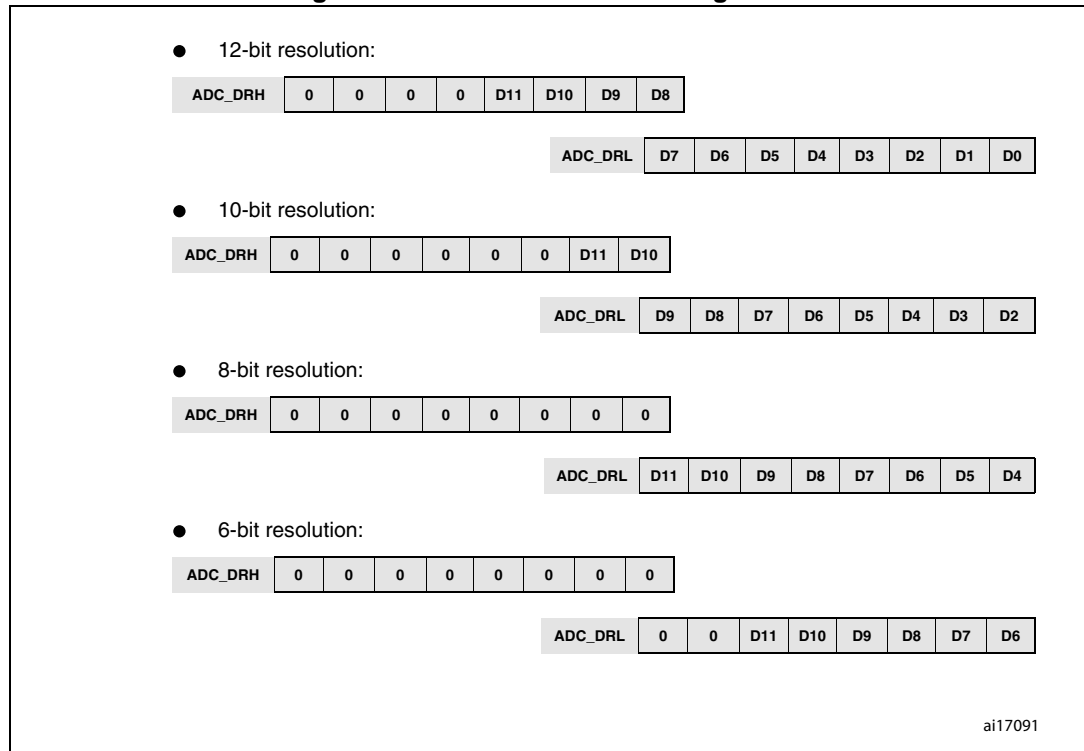 ● 12-bit resolution:
ADC_DRH 0 0 0 0 D11 D10 D9 D8
ADC_DRL D7 D6 D5 D4 D3 D2 D1 D0
● 10-bit resolution:
ADC_DRH 0 0 0 0 0 0 D11 D10
ADC_DRL D9 D8 D7 D6 D5 D4 D3 D2
● 8-bit resolution:
ADC_DRH 0 0 0 0 0 0 0 0
ADC_DRL D11 D10 D9 D8 D7 D6 D5 D4
● 6-bit resolution:
ADC_DRH 0 0 0 0 0 0 0 0
ADC_DRL 0 0 D11 D10 D9 D8 D7 D6
ai17091